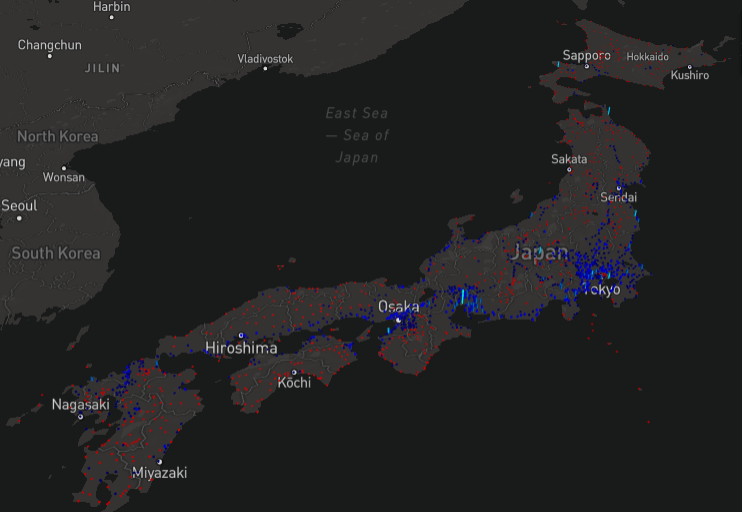 Harbin
Changchun
JILIN
Vladivostok
Sapporo
Hokkaido
Kushiro
East Sea
— Sea of
Japan
North Korea
yang
Wonsan
Sakata
Seoul
Sendai
South Korea
Japan
Tokyo
Osaka
Hiroshima
Kōchi
Nagasaki
Miyazaki